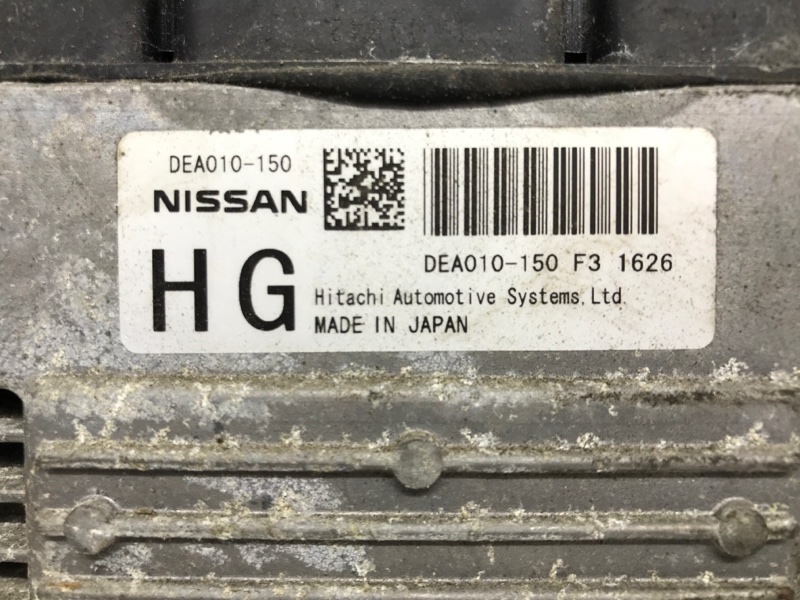 DEA010-150
NISSAN
HG
DEA010-150 F3 1626
Hitachi Automotive Systems,Ltd.
MADE IN JAPAN